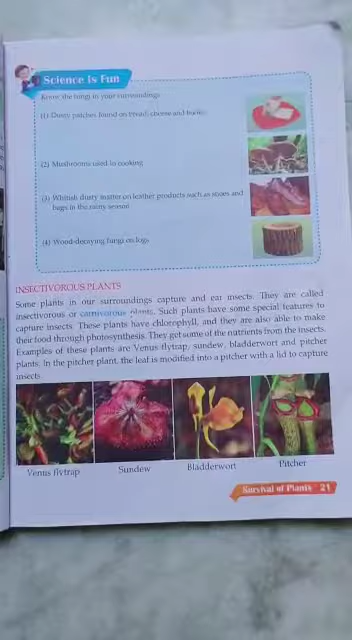 Science Is Fun
Know the fungi in your surroundings
(1) Dusty patches found on bread, cheese and books
(2) Mushrooms used in cooking
(3) Whitish dusty matter on leather products such as shoes and
bags in the rainy season
(4) Wood-decaying fungi on logs
INSECTIVOROUS PLANTS
Some plants in our surroundings capture and eat insects. They are called
insectivorous or carnivorous plants. Such plants have some special features to
capture insects. These plants have chlorophyll, and they are also able to make
their food through photosynthesis. They get some of the nutrients from the insects.
Examples of these plants are Venus flytrap, sundew, bladderwort and pitcher
plants. In the pitcher plant, the leaf is modified into a pitcher with a lid to capture
insects.
Venus flytrap
Sundew
Bladderwort
Pitcher
Survival of Plants 21